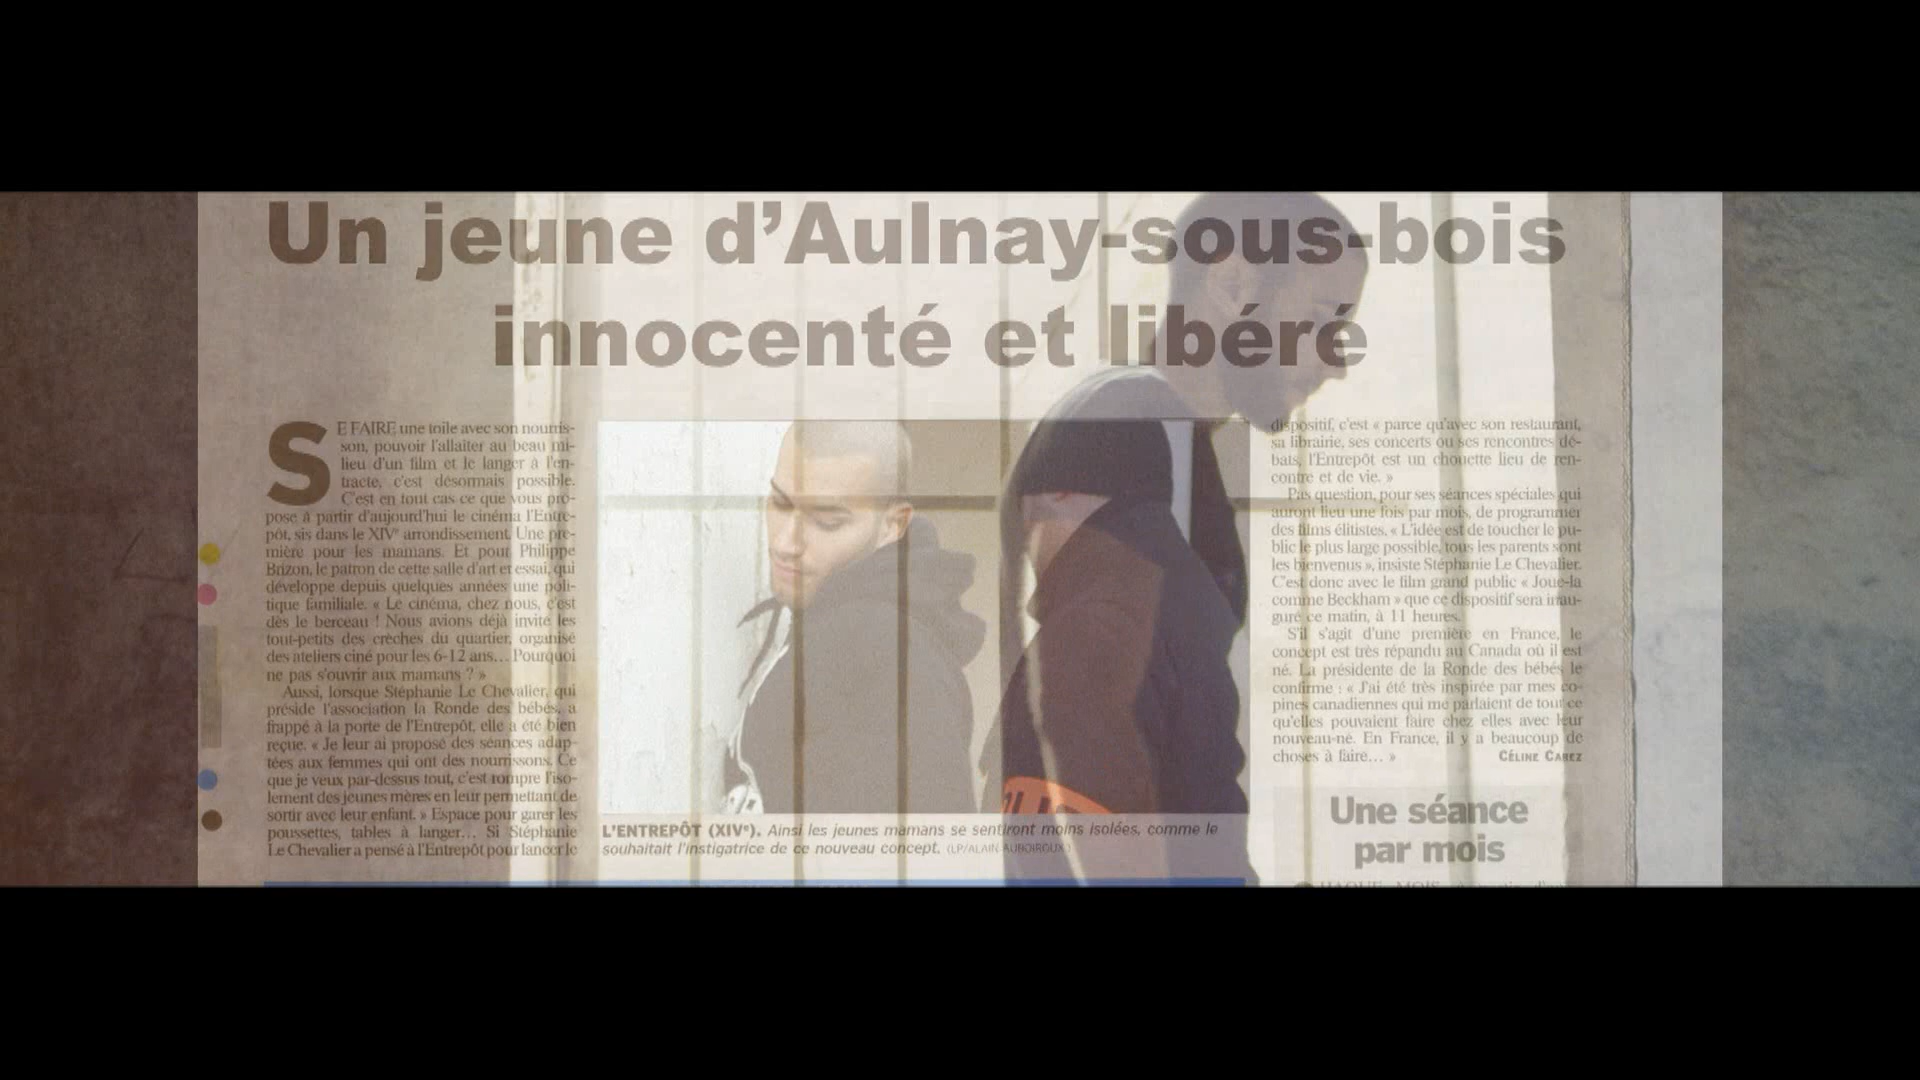 Un jeune d'Aulnay-sous-bois
innocenté et libéré
SE FAIRE une toile avec son nourris-
son, pouvoir l'allaiter au beau mi-
lieu d'un film et le langer à l'en-
tracte, c'est désormais possible.
C'est en tout cas ce que vous pro-
pose à partir d'aujourd'hui le cinéma l'Entre-
pôt, sis dans le XIVe arrondissement. Une pre-
mière pour les mamans. Et pour Philippe
Brizon, le patron de cette salle d'art et essai, qui
développe depuis quelques années une poli-
tique familiale. « Le cinéma, chez nous, c'est
dès le berceau ! Nous avions déjà invité les
tout-petits des crèches du quartier, organisé
des ateliers ciné pour les 6-12 ans... Pourquoi
ne pas s'ouvrir aux mamans ? »
Aussi, lorsque Stéphanie Le Chevalier, qui
préside l'association la Ronde des bébés, a
frappé à la porte de l'Entrepôt, elle a été bien
reçue. « Je leur ai proposé des séances adap-
tées aux femmes qui ont des nourrissons. Ce
que je veux par-dessus tout, c'est rompre l'iso-
lement des jeunes mères en leur permettant de
sortir avec leur enfant. » Espace pour garer les
poussettes, tables à langer... Si Stéphanie
Le Chevalier a pensé à l'Entrepôt pour lancer le
L'ENTREPÔT (XIVe). Ainsi les jeunes mamans se sentiront moins isolées, comme le
souhaitait l'instigatrice de ce nouveau concept. (LP/ALAIN AUBOIROUX.)
dispositif, c'est « parce qu'avec son restaurant,
sa librairie, ses concerts ou ses rencontres dé-
bats, l'Entrepôt est un chouette lieu de ren-
contre et de vie. »
Pas question, pour ses séances spéciales qui
auront lieu une fois par mois, de programmer
des films élitistes. « L'idée est de toucher le pu-
blic le plus large possible, tous les parents sont
les bienvenus », insiste Stéphanie Le Chevalier.
C'est donc avec le film grand public « Joue-la
comme Beckham » que ce dispositif sera inau-
guré ce matin, à 11 heures.
S'il s'agit d'une première en France, le
concept est très répandu au Canada où il est
né. La présidente de la Ronde des bébés le
confirme : « J'ai été très inspirée par mes co-
pines canadiennes qui me parlaient de tout ce
qu'elles pouvaient faire chez elles avec leur
nouveau-né. En France, il y a beaucoup de
choses à faire... » CÉLINE CAREZ
Une séance
par mois